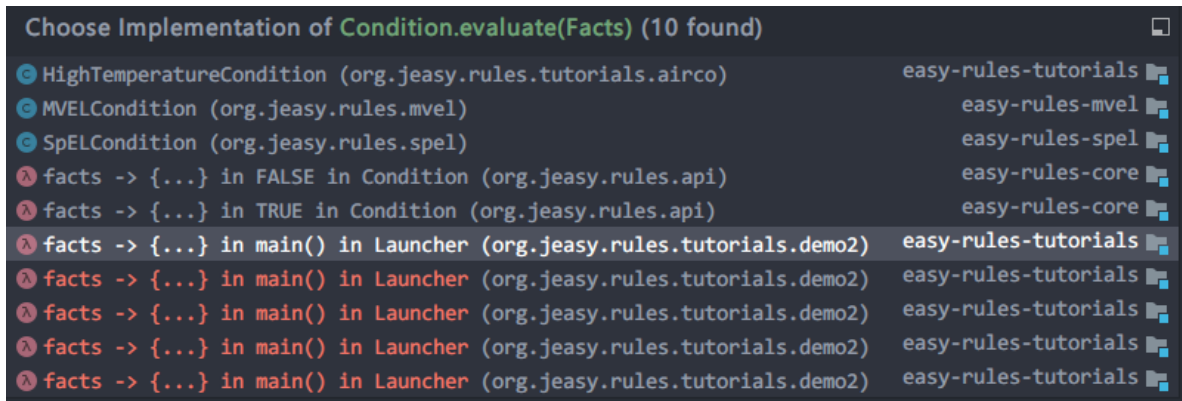 Choose Implementation of Condition.evaluate(Facts) (10 found)
C HighTemperatureCondition (org.jeasy.rules.tutorials.airco) easy-rules-tutorials
C MVELCondition (org.jeasy.rules.mvel) easy-rules-mvel
C SpELCondition (org.jeasy.rules.spel) easy-rules-spel
λ facts -> {...} in FALSE in Condition (org.jeasy.rules.api) easy-rules-core
λ facts -> {...} in TRUE in Condition (org.jeasy.rules.api) easy-rules-core
λ facts -> {...} in main() in Launcher (org.jeasy.rules.tutorials.demo2) easy-rules-tutorials
λ facts -> {...} in main() in Launcher (org.jeasy.rules.tutorials.demo2) easy-rules-tutorials
λ facts -> {...} in main() in Launcher (org.jeasy.rules.tutorials.demo2) easy-rules-tutorials
λ facts -> {...} in main() in Launcher (org.jeasy.rules.tutorials.demo2) easy-rules-tutorials
λ facts -> {...} in main() in Launcher (org.jeasy.rules.tutorials.demo2) easy-rules-tutorials